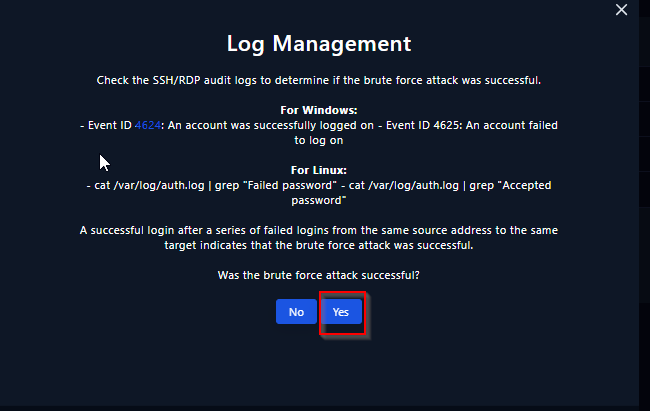 Log Management
Check the SSH/RDP audit logs to determine if the brute force attack was successful.
For Windows:
- Event ID 4624: An account was successfully logged on - Event ID 4625: An account failed
to log on
For Linux:
- cat /var/log/auth.log | grep "Failed password" - cat /var/log/auth.log | grep "Accepted
password"
A successful login after a series of failed logins from the same source address to the same
target indicates that the brute force attack was successful.
Was the brute force attack successful?
No Yes